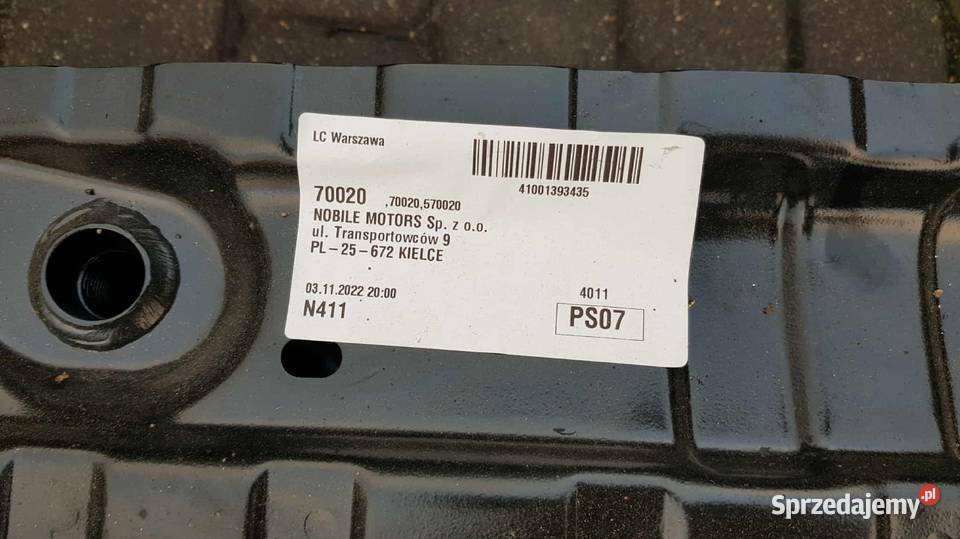 LC Warszawa
41001393435
70020 ,70020,570020
NOBILE MOTORS Sp. z o.o.
ul. Transportowców 9
PL-25-672 KIELCE
03.11.2022 20:00
4011
N411
PS07
Sprzedajemy.pl